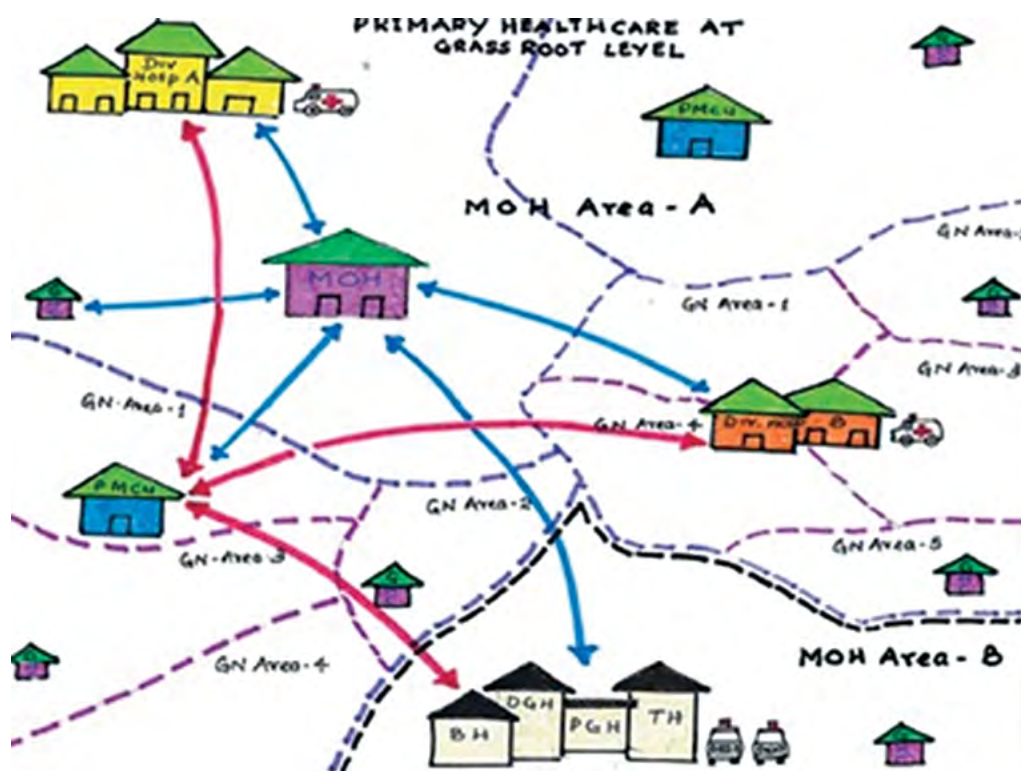 PRIMARY HEALTHCARE AT
GRASS ROOT LEVEL
Div
Hosp A
PMCU
MOH Area - A
GN Area-
MOH
G
GN Area-1
GN Area-3
GN-Area-1
GN Area-4
Div. Hosp B
PMCU
GN Area-2
GN-Area-3
GN Area-5
G
GN Area-4
MOH Area - B
BH
DGH
PGH
TH